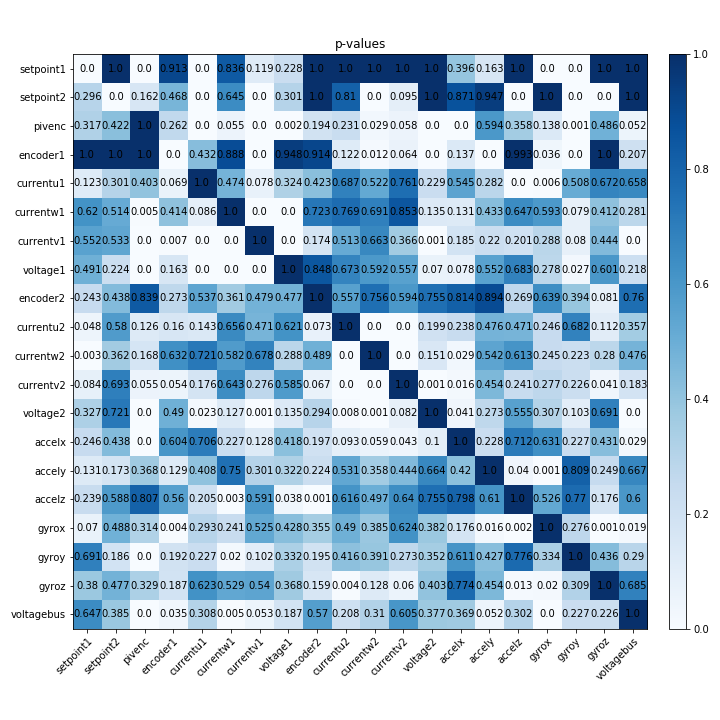 p-values
setpoint1 0.0 1.0 0.0 0.913 0.0 0.836 0.119 0.228 1.0 1.0 1.0 1.0 1.0 0.396 0.163 1.0 0.0 0.0 1.0 1.0
setpoint2 0.296 0.0 0.162 0.468 0.0 0.645 0.0 0.301 1.0 0.81 0.0 0.095 1.0 0.871 0.947 0.0 1.0 0.0 0.0 1.0
pivenc 0.317 0.422 1.0 0.262 0.0 0.055 0.0 0.002 0.194 0.231 0.029 0.058 0.0 0.0 0.594 0.358 0.138 0.001 0.486 0.052
encoder1 1.0 1.0 1.0 0.0 0.432 0.888 0.0 0.948 0.914 0.122 0.012 0.064 0.0 0.137 0.0 0.993 0.036 0.0 1.0 0.207
currentu1 0.123 0.301 0.403 0.069 1.0 0.474 0.078 0.324 0.423 0.687 0.522 0.761 0.229 0.545 0.282 0.0 0.006 0.508 0.672 0.658
currentw1 0.62 0.514 0.005 0.414 0.086 1.0 0.0 0.0 0.723 0.769 0.691 0.853 0.135 0.131 0.433 0.647 0.593 0.079 0.412 0.281
currentv1 0.552 0.533 0.0 0.007 0.0 0.0 1.0 0.0 0.174 0.513 0.663 0.366 0.001 0.185 0.22 0.201 0.288 0.08 0.444 0.0
voltage1 0.491 0.224 0.0 0.163 0.0 0.0 0.0 1.0 0.848 0.673 0.592 0.557 0.07 0.078 0.552 0.683 0.278 0.027 0.601 0.218
encoder2 0.243 0.438 0.839 0.273 0.537 0.361 0.479 0.477 1.0 0.557 0.756 0.594 0.755 0.814 0.894 0.269 0.639 0.394 0.081 0.76
currentu2 0.048 0.58 0.126 0.16 0.143 0.656 0.471 0.621 0.073 1.0 0.0 0.0 0.199 0.238 0.476 0.471 0.246 0.682 0.112 0.357
currentw2 0.003 0.362 0.168 0.632 0.721 0.582 0.678 0.288 0.489 0.0 1.0 0.0 0.151 0.029 0.542 0.613 0.245 0.223 0.28 0.476
currentv2 0.084 0.693 0.055 0.054 0.176 0.643 0.276 0.585 0.067 0.0 0.0 1.0 0.001 0.016 0.454 0.241 0.277 0.226 0.041 0.183
voltage2 0.327 0.721 0.0 0.49 0.023 0.127 0.001 0.135 0.294 0.008 0.001 0.082 1.0 0.041 0.273 0.555 0.307 0.103 0.691 0.0
accelx 0.246 0.438 0.0 0.604 0.706 0.227 0.128 0.418 0.197 0.093 0.059 0.043 0.1 1.0 0.228 0.712 0.631 0.227 0.431 0.029
accely 0.131 0.173 0.368 0.129 0.408 0.75 0.301 0.322 0.224 0.531 0.358 0.444 0.664 0.42 1.0 0.04 0.001 0.809 0.249 0.667
accelz 0.239 0.588 0.807 0.56 0.205 0.003 0.591 0.038 0.001 0.616 0.497 0.64 0.755 0.798 0.61 1.0 0.526 0.77 0.176 0.6
gyrox 0.07 0.488 0.314 0.004 0.293 0.241 0.525 0.428 0.355 0.49 0.385 0.624 0.382 0.176 0.016 0.002 1.0 0.276 0.001 0.019
gyroy 0.691 0.186 0.0 0.192 0.227 0.02 0.102 0.332 0.195 0.416 0.391 0.273 0.352 0.611 0.427 0.776 0.334 1.0 0.436 0.29
gyroz 0.38 0.477 0.329 0.187 0.623 0.529 0.54 0.368 0.159 0.004 0.128 0.06 0.403 0.774 0.454 0.013 0.02 0.309 1.0 0.685
voltagebus 0.647 0.385 0.0 0.035 0.308 0.005 0.053 0.187 0.57 0.208 0.31 0.605 0.377 0.369 0.052 0.302 0.0 0.227 0.226 1.0
setpoint1 setpoint2 pivenc encoder1 currentu1 currentw1 currentv1 voltage1 encoder2 currentu2 currentw2 currentv2 voltage2 accelx accely accelz gyrox gyroy gyroz voltagebus
1.0
0.8
0.6
0.4
0.2
0.0